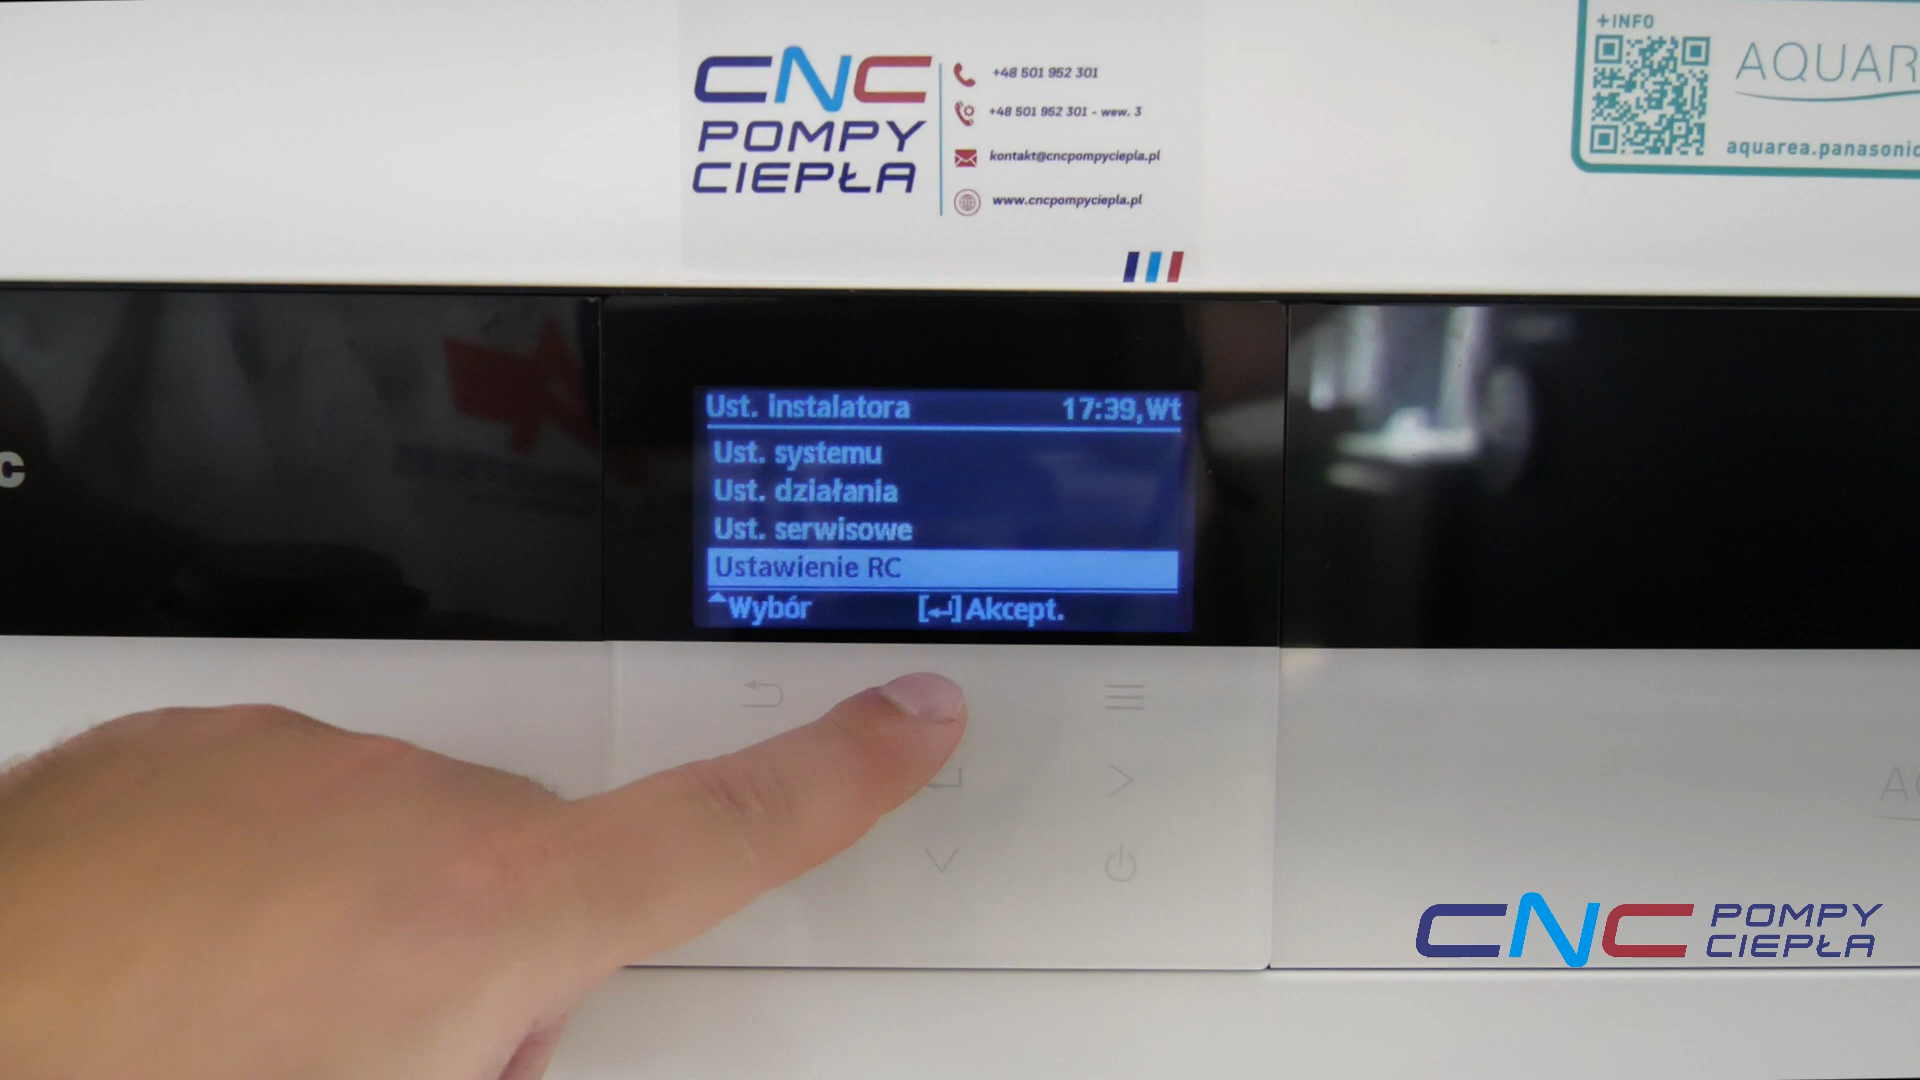 CNC
POMPY
CIEPŁA
+48 501 952 301
+48 501 952 301 - wew. 3
kontakt@cncpompyciepla.pl
www.cncpompyciepla.pl
+INFO
AQUAR
aquarea.panasonic
c
Ust. instalatora 17:39,Wt
Ust. systemu
Ust. działania
Ust. serwisowe
Ustawienie RC
Wybór [↵]Akcept.
CNC POMPY
CIEPŁA